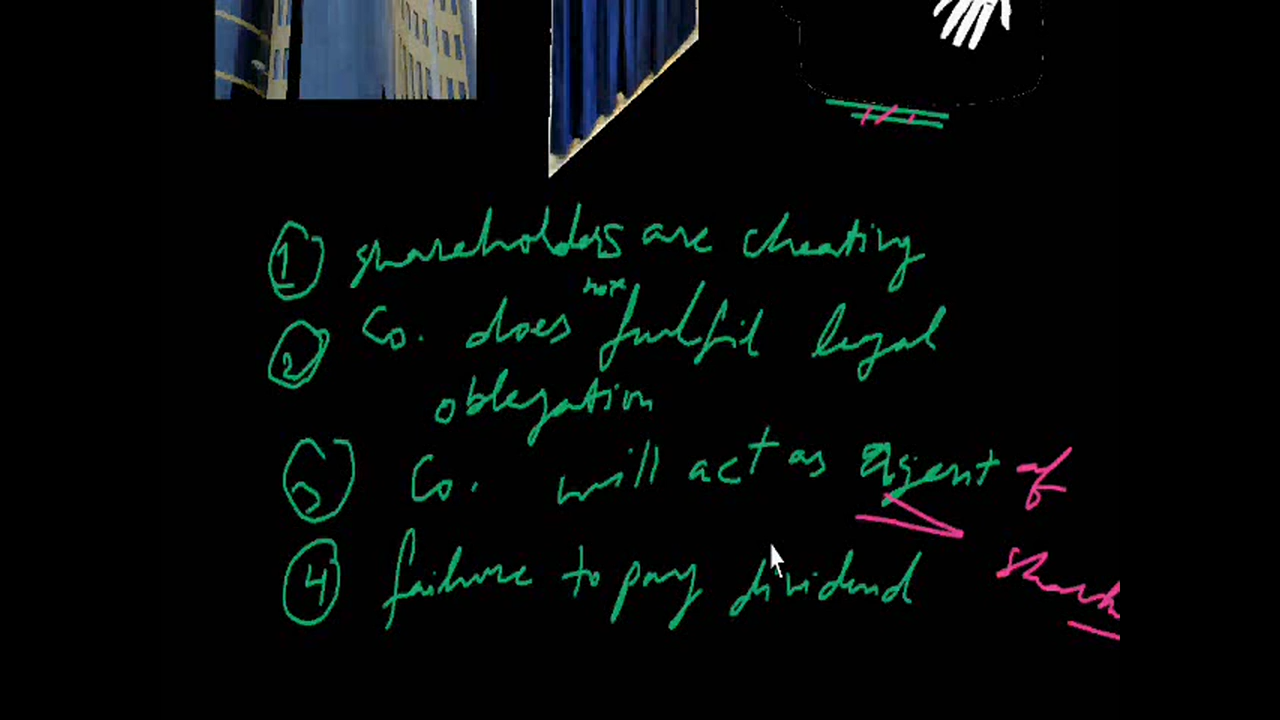 1 shareholders are cheating
2 Co. does not fulfil legal
oblegation
3 Co. will act as agent of
4 failure to pay dividend